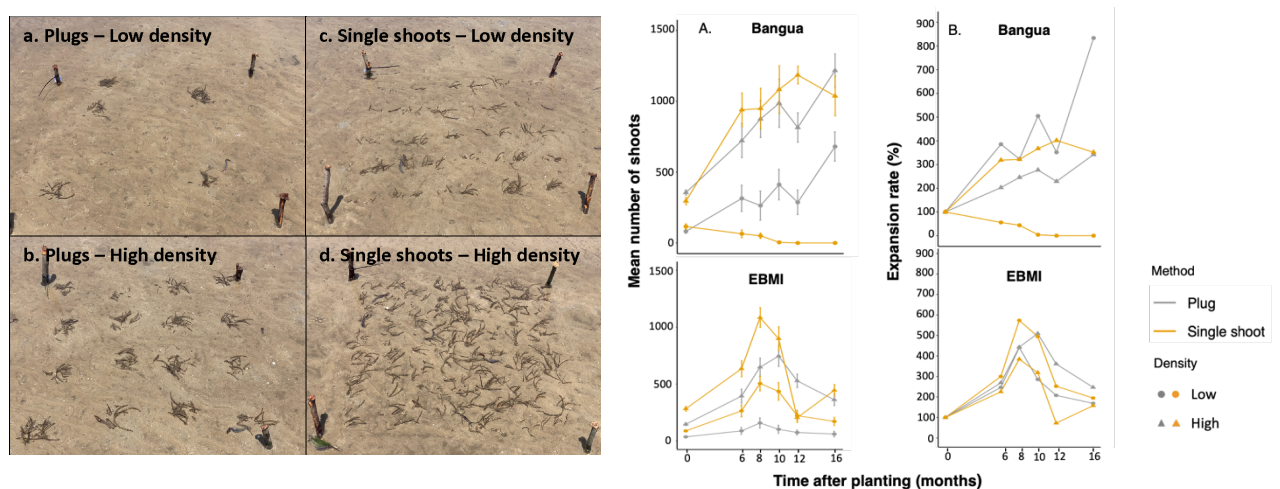 a. Plugs – Low density
c. Single shoots – Low density
b. Plugs – High density
d. Single shoots – High density
A.
Bangua
1500
1000
500
0
EBMI
1500
1000
500
0
Mean number of shoots
0
6
8
10
12
16
B.
Bangua
900
800
700
600
500
400
300
200
100
0
EBMI
900
800
700
600
500
400
300
200
100
0
Expansion rate (%)
0
6
8
10
12
16
Time after planting (months)
Method
Plug
Single shoot
Density
Low
High